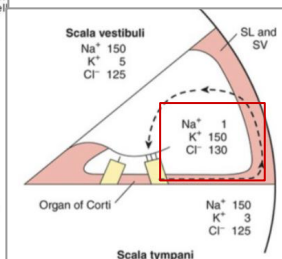 el
Scala vestibuli
Na⁺ 150
K⁺ 5
Cl⁻ 125
SL and
SV
Na⁺ 1
K⁺ 150
Cl⁻ 130
Organ of Corti
Na⁺ 150
K⁺ 3
Cl⁻ 125
Scala tympani